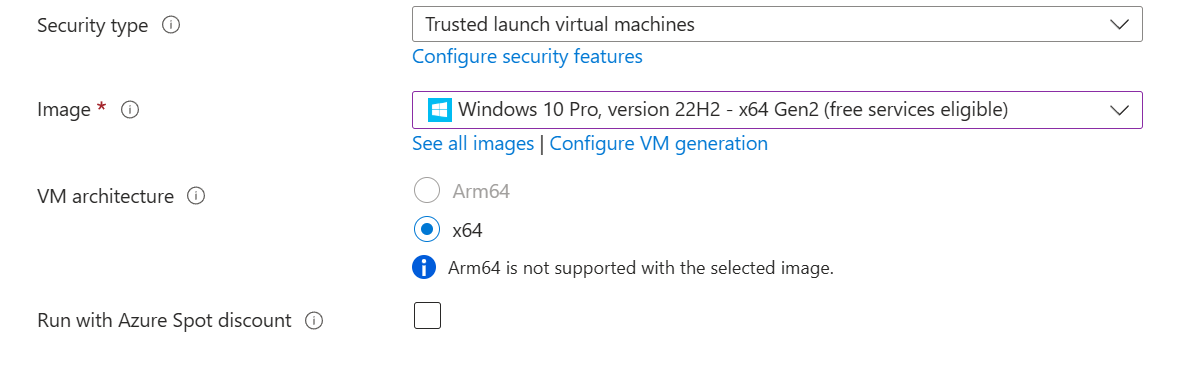 Security type
Trusted launch virtual machines
Configure security features
Image *
Windows 10 Pro, version 22H2 - x64 Gen2 (free services eligible)
See all images | Configure VM generation
VM architecture
Arm64
x64
Arm64 is not supported with the selected image.
Run with Azure Spot discount